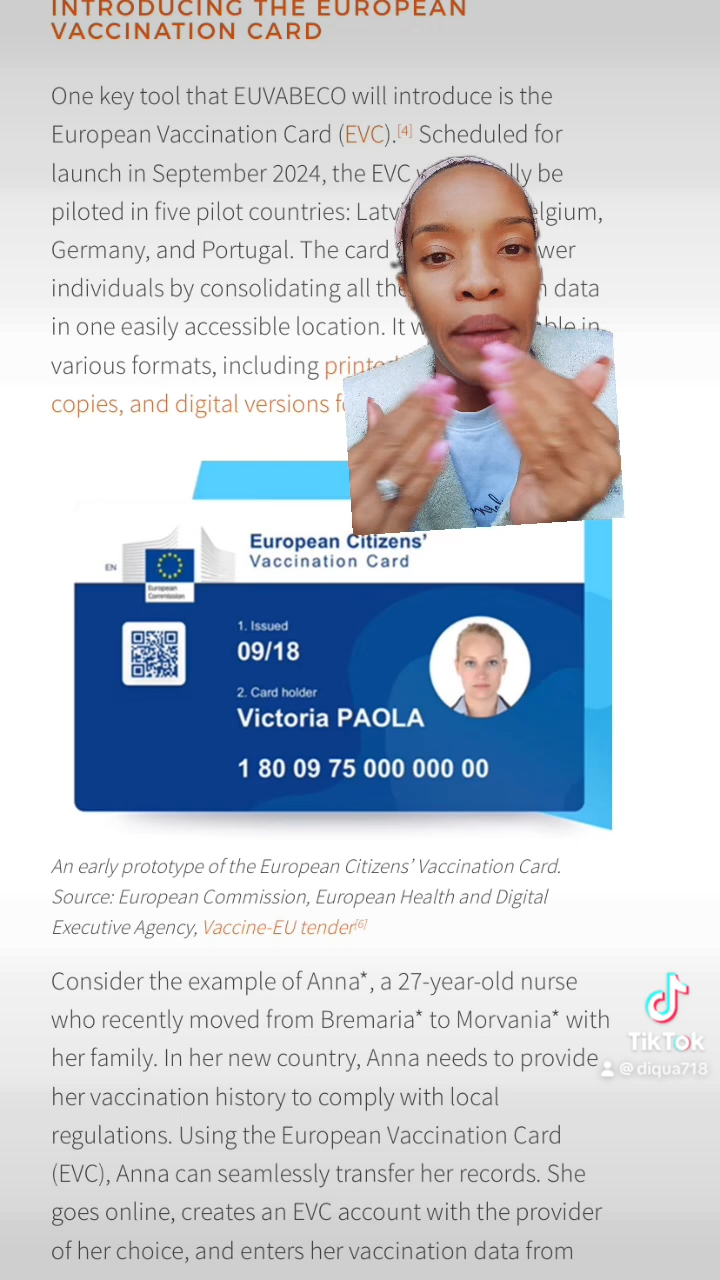 INTRODUCING THE EUROPEAN
VACCINATION CARD
One key tool that EUVABECO will introduce is the
European Vaccination Card (EVC).[4] Scheduled for
launch in September 2024, the EVC be
piloted in five pilot countries:
Germany, and Portugal. The card
individuals by consolidating all data
in one easily accessible location. It in
various formats, including
copies, and digital versions
European Citizens'
Vaccination Card
EN
European
Commission
1. Issued
09/18
2. Card holder
Victoria PAOLA
1 80 09 75 000 000 00
An early prototype of the European Citizens' Vaccination Card.
Source: European Commission, European Health and Digital
Executive Agency, Vaccine-EU tender[6]
Consider the example of Anna*, a 27-year-old nurse
who recently moved from Bremaria* to Morvania* with
her family. In her new country, Anna needs to provide
her vaccination history to comply with local
regulations. Using the European Vaccination Card
(EVC), Anna can seamlessly transfer her records. She
goes online, creates an EVC account with the provider
of her choice, and enters her vaccination data from
TikTok
@diqua718